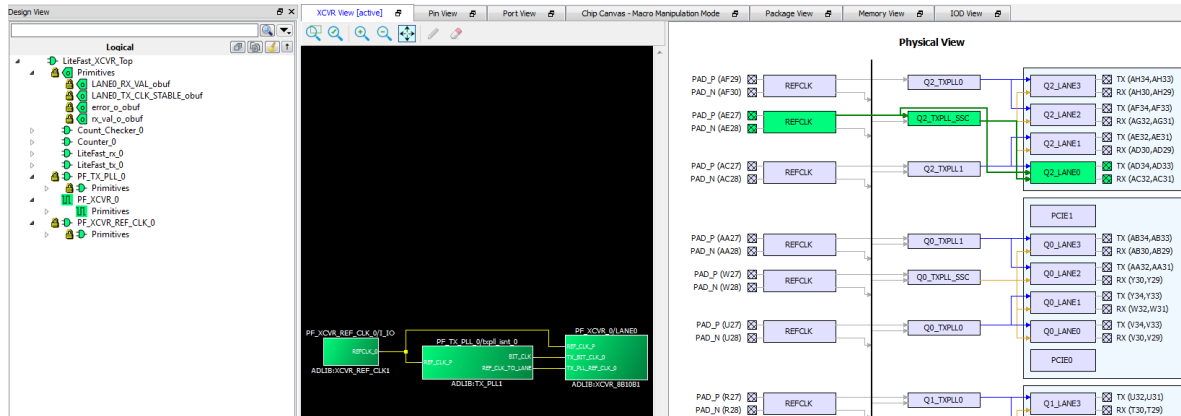 Design View
XCVR View [active]
Pin View
Port View
Chip Canvas - Macro Manipulation Mode
Package View
Memory View
IOD View
Logical
LiteFast_XCVR_Top
Primitives
LANE0_RX_VAL_obuf
LANE0_TX_CLK_STABLE_obuf
error_o_obuf
rx_val_o_obuf
Count_Checker_0
Counter_0
LiteFast_rx_0
LiteFast_tx_0
PF_TX_PLL_0
Primitives
PF_XCVR_0
Primitives
PF_XCVR_REF_CLK_0
Primitives
PF_XCVR_REF_CLK_0/I_IO
REFCLK_0
ADLIB:XCVR_REF_CLK1
PF_TX_PLL_0/txpll_isnt_0
REF_CLK_P
BIT_CLK
REF_CLK_TO_LANE
ADLIB:TX_PLL1
PF_XCVR_0/LANE0
REF_CLK_P
TX_BIT_CLK_0
TX_PLL_REF_CLK_0
ADLIB:XCVR_8B10B1
Physical View
PAD_P (AF29)
PAD_N (AF30)
REFCLK
Q2_TXPLL0
Q2_LANE3
TX (AH34,AH33)
RX (AH30,AH29)
PAD_P (AE27)
PAD_N (AE28)
REFCLK
Q2_TXPLL_SSC
Q2_LANE2
TX (AF34,AF33)
RX (AG32,AG31)
Q2_LANE1
TX (AE32,AE31)
RX (AD30,AD29)
PAD_P (AC27)
PAD_N (AC28)
REFCLK
Q2_TXPLL1
Q2_LANE0
TX (AD34,AD33)
RX (AC32,AC31)
PCIE1
PAD_P (AA27)
PAD_N (AA28)
REFCLK
Q0_TXPLL1
Q0_LANE3
TX (AB34,AB33)
RX (AB30,AB29)
PAD_P (W27)
PAD_N (W28)
REFCLK
Q0_TXPLL_SSC
Q0_LANE2
TX (AA32,AA31)
RX (Y30,Y29)
Q0_LANE1
TX (Y34,Y33)
RX (W32,W31)
PAD_P (U27)
PAD_N (U28)
REFCLK
Q0_TXPLL0
Q0_LANE0
TX (V34,V33)
RX (V30,V29)
PCIE0
PAD_P (R27)
PAD_N (R28)
REFCLK
Q1_TXPLL0
Q1_LANE3
TX (U32,U31)
RX (T30,T29)